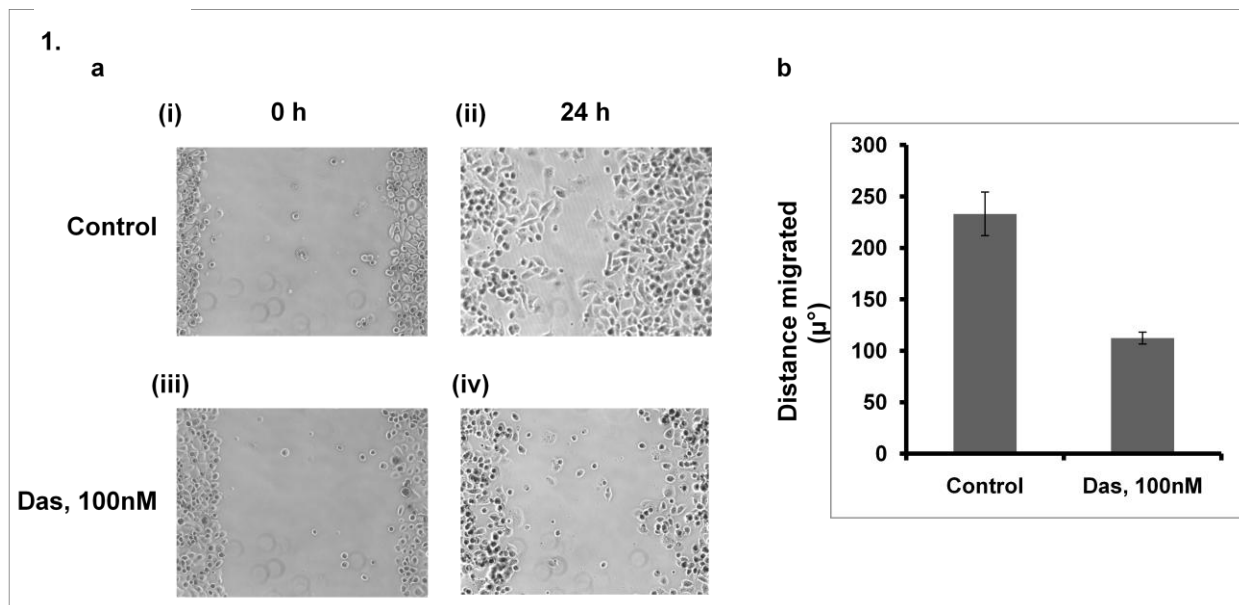 1.
a
(i) 0 h (ii) 24 h
Control
(iii) (iv)
Das, 100nM
b
300
250
200
150
100
50
0
Distance migrated
(µ°)
Control Das, 100nM